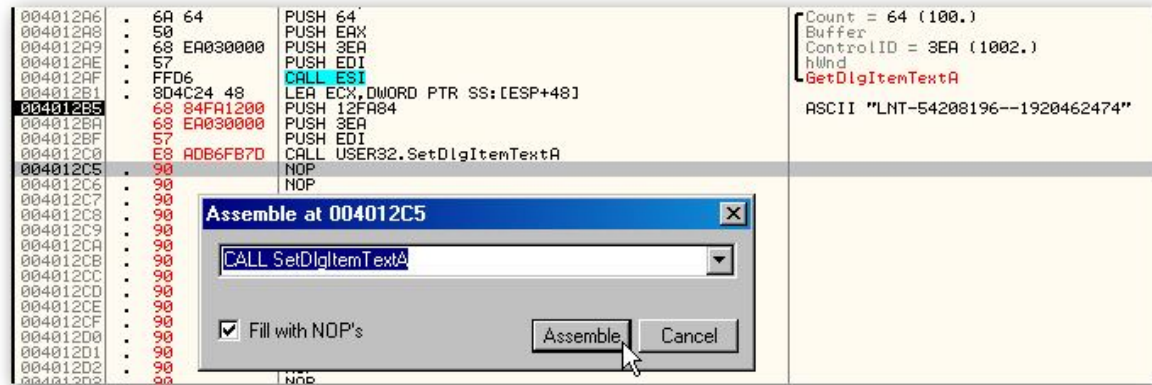 004012A6 . 6A 64 PUSH 64 Count = 64 (100.)
004012A8 . 50 PUSH EAX Buffer
004012A9 . 68 EA030000 PUSH 3EA ControlID = 3EA (1002.)
004012AE . 57 PUSH EDI hWnd
004012AF . FFD6 CALL ESI GetDlgItemTextA
004012B1 . 8D4C24 48 LEA ECX,DWORD PTR SS:[ESP+48]
004012B5 68 84FA1200 PUSH 12FA84 ASCII "LNT-54208196--1920462474"
004012BA 68 EA030000 PUSH 3EA
004012BF 57 PUSH EDI
004012C0 E8 ADB6FB7D CALL USER32.SetDlgItemTextA
004012C5 . 90 NOP
004012C6 . 90 NOP
004012C7 . 90
004012C8 . 90
004012C9 . 90
004012CA . 90
004012CB . 90
004012CC . 90
004012CD . 90
004012CE . 90
004012CF . 90
004012D0 . 90
004012D1 . 90
004012D2 . 90
004012D3 . 90 NOP
Assemble at 004012C5
CALL SetDlgItemTextA
Fill with NOP's
Assemble Cancel